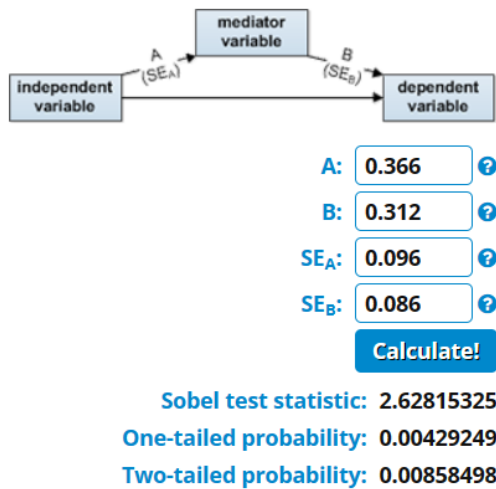 mediator
variable
A
(SEA)
B
(SEB)
independent
variable
dependent
variable
A: 0.366 ?
B: 0.312 ?
SEA: 0.096 ?
SEB: 0.086 ?
Calculate!
Sobel test statistic: 2.62815325
One-tailed probability: 0.00429249
Two-tailed probability: 0.00858498